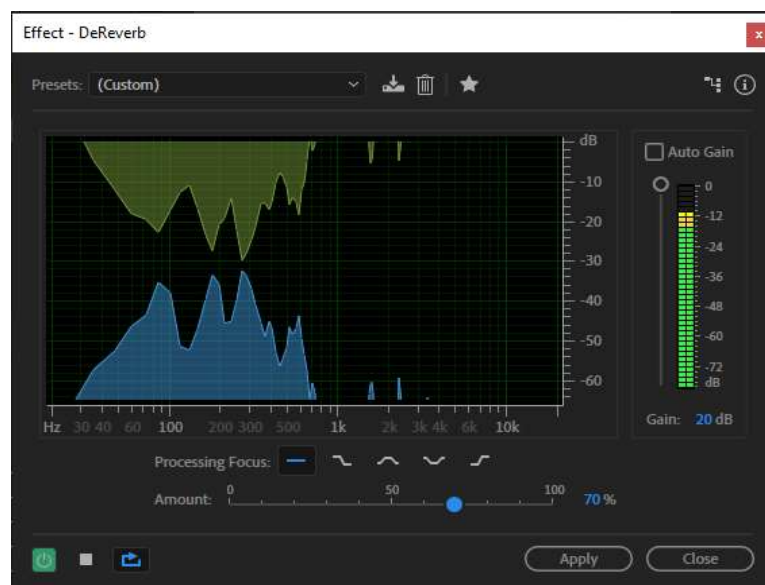 Effect - DeReverb
x
Presets: (Custom)
dB
-10
-20
-30
-40
-50
-60
Hz 30 40 60 100 200 300 500 1k 2k 3k 4k 6k 10k
Auto Gain
0
-12
-24
-36
-48
-60
-72
dB
Gain: 20 dB
Processing Focus:
Amount: 0 50 100 70 %
Apply Close